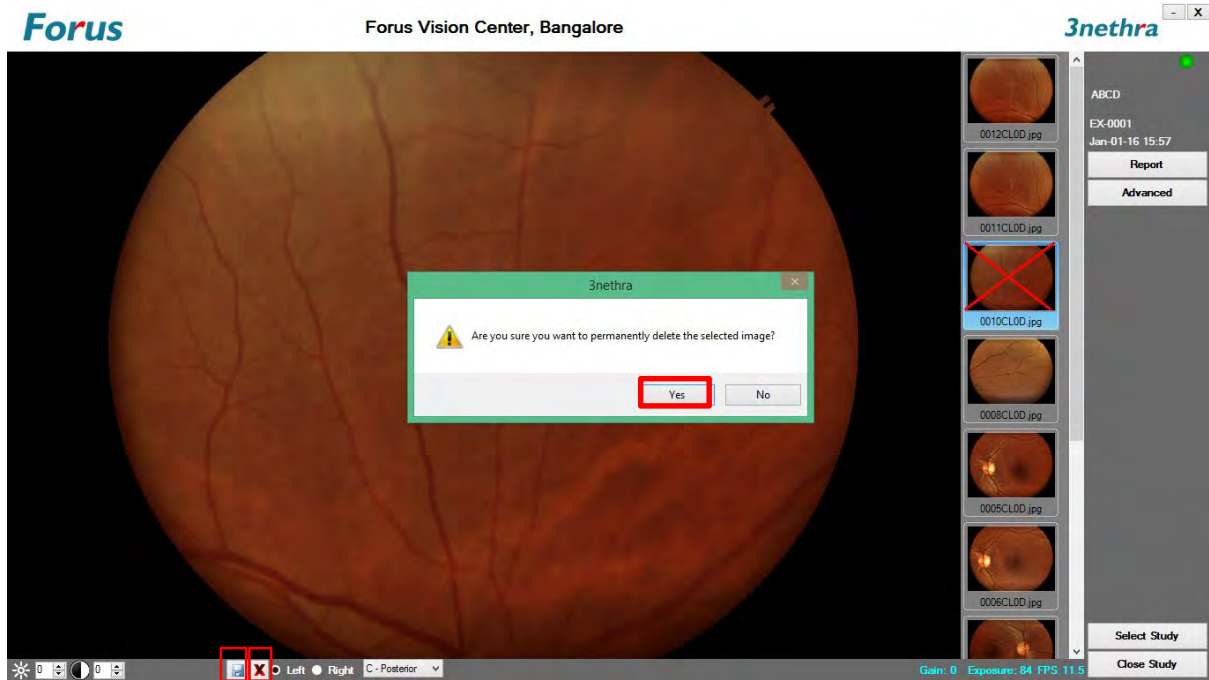 Forus
Forus Vision Center, Bangalore
3nethra
- X
0012CL0D.jpg
0011CL0D.jpg
0010CL0D.jpg
0008CL0D.jpg
0005CL0D.jpg
0006CL0D.jpg
ABCD
EX-0001
Jan-01-16 15:57
Report
Advanced
3nethra
Are you sure you want to permanently delete the selected image?
Yes No
Select Study
Close Study
0 0 X Left Right C - Posterior Gain: 0 Exposure: 84 FPS 11.5